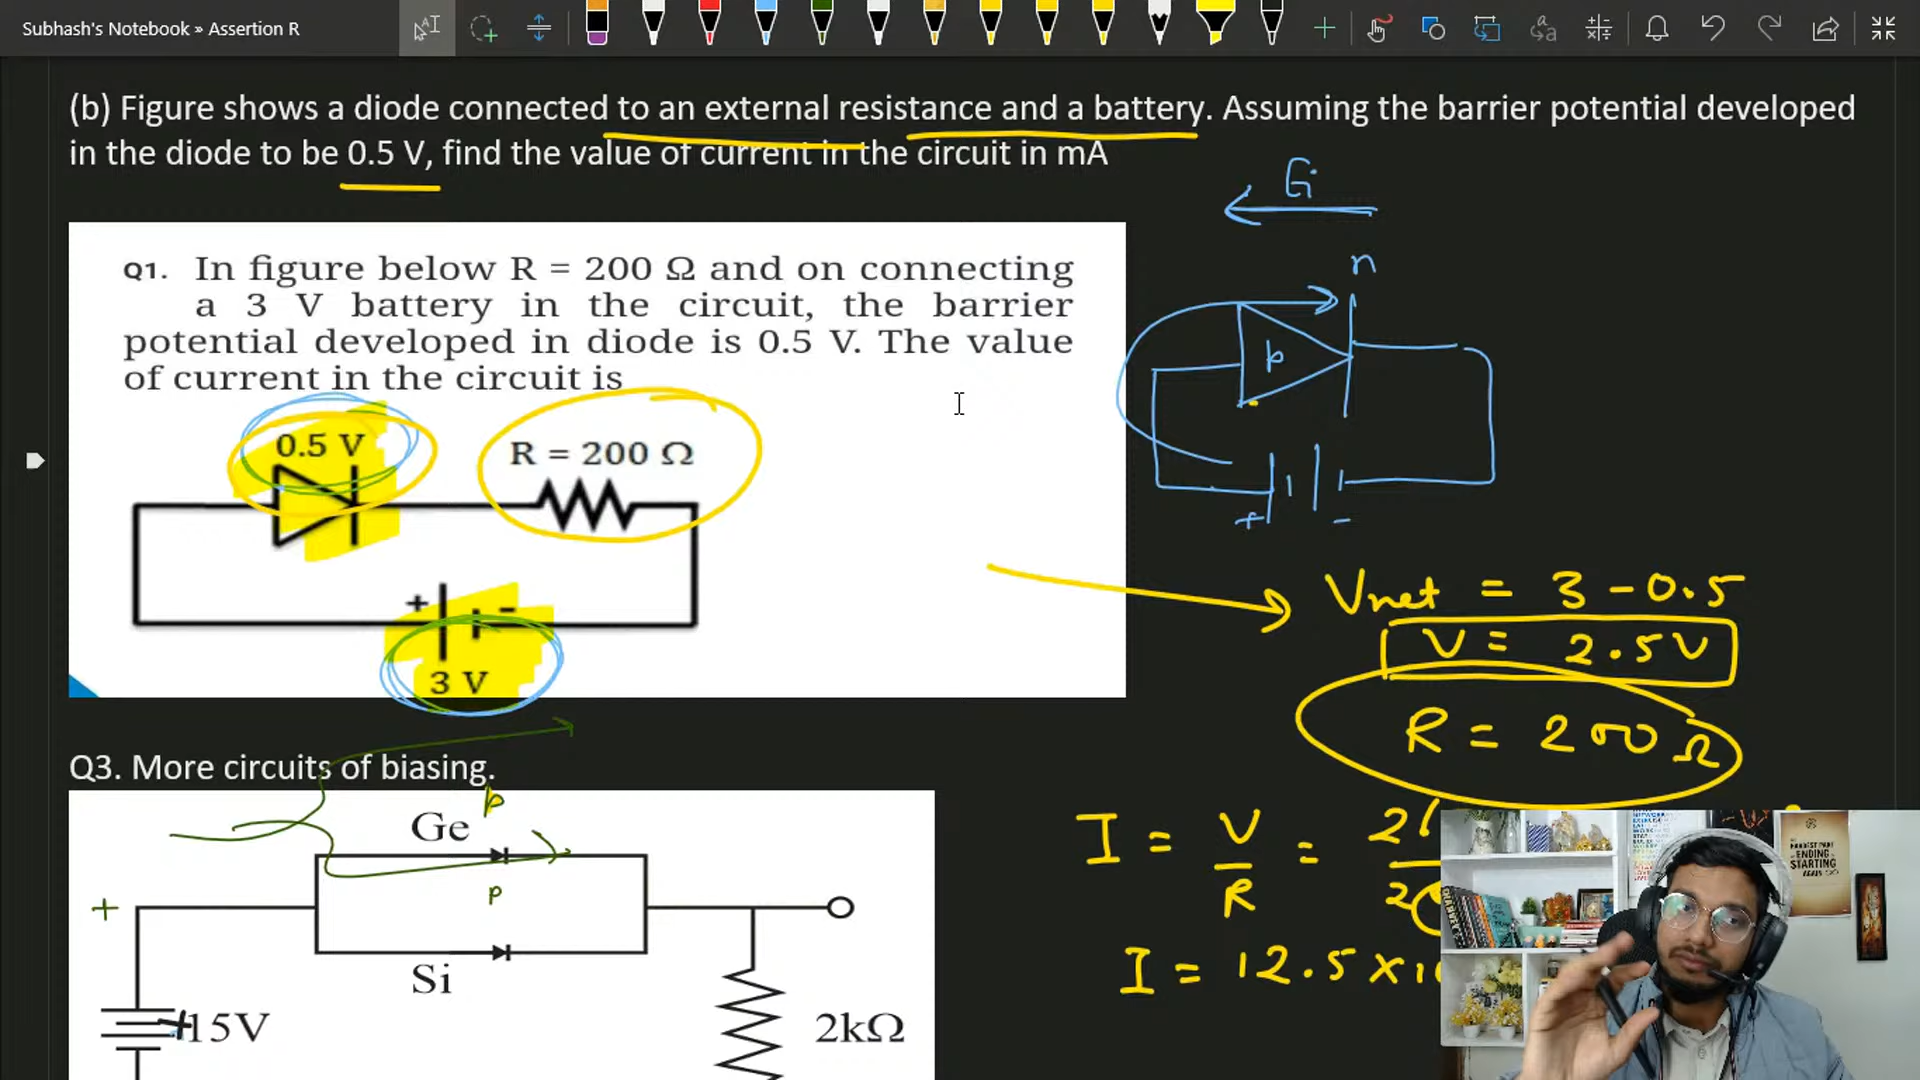 Subhash's Notebook » Assertion R
(b) Figure shows a diode connected to an external resistance and a battery. Assuming the barrier potential developed
in the diode to be 0.5 V, find the value of current in the circuit in mA
Q1. In figure below R = 200 Ω and on connecting
a 3 V battery in the circuit, the barrier
potential developed in diode is 0.5 V. The value
of current in the circuit is
0.5 V
R = 200 Ω
+ -
3 V
n
p
+ -
Vnet = 3 - 0.5
V = 2.5V
R = 200 Ω
I = V/R =
I = 12.5 × 1
Q3. More circuits of biasing.
p
Ge
p
+
Si
+15V
2kΩ
HARDEST PART
ENDING
STARTING